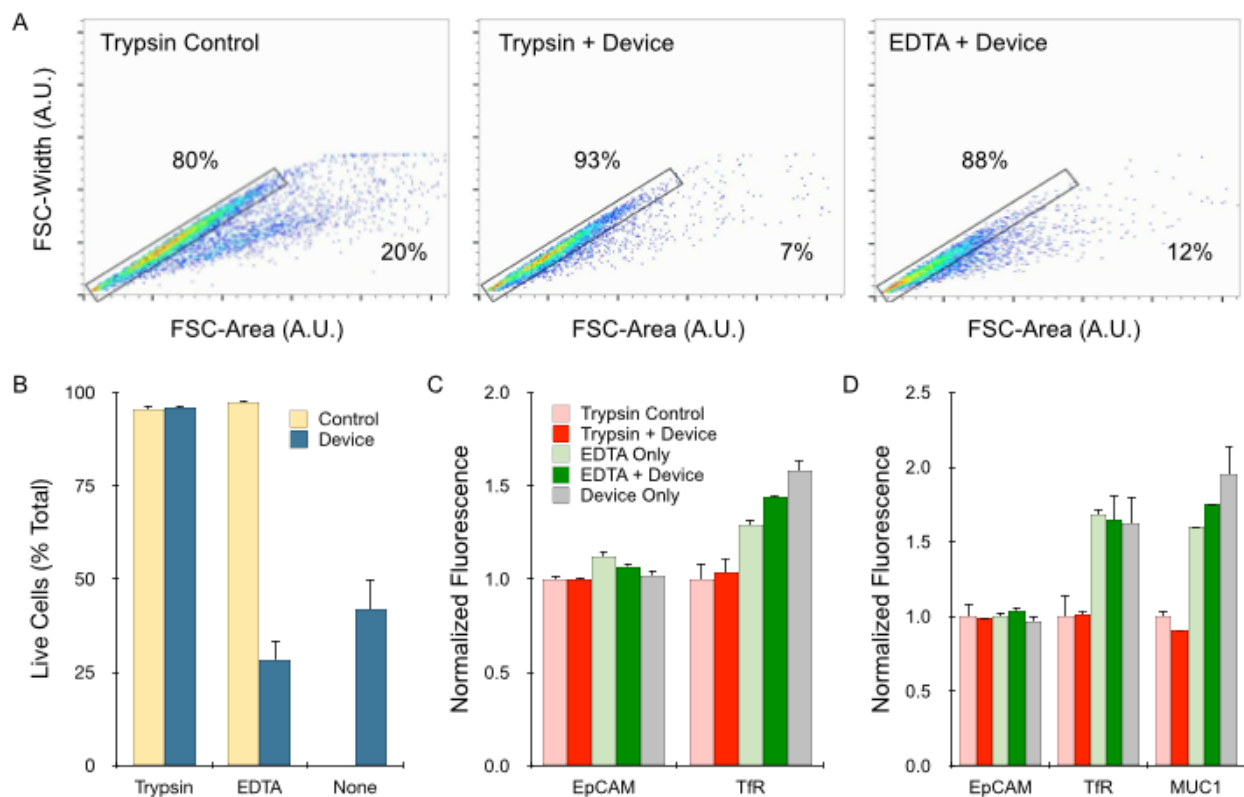 A
Trypsin Control
Trypsin + Device
EDTA + Device
FSC-Width (A.U.)
80%
20%
93%
7%
88%
12%
FSC-Area (A.U.)
FSC-Area (A.U.)
FSC-Area (A.U.)
B
Live Cells (% Total)
100
75
50
25
0
Control
Device
Trypsin
EDTA
None
C
Normalized Fluorescence
2.0
1.5
1.0
0.5
0.0
Trypsin Control
Trypsin + Device
EDTA Only
EDTA + Device
Device Only
EpCAM
TfR
D
Normalized Fluorescence
2.5
2.0
1.5
1.0
0.5
0.0
EpCAM
TfR
MUC1